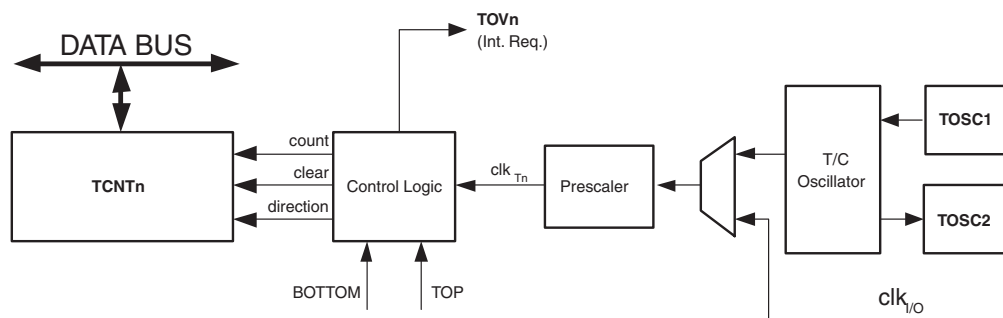 TOVn
(Int. Req.)
DATA BUS
TCNTn
count
clear
direction
Control Logic
clk Tn
Prescaler
T/C
Oscillator
TOSC1
TOSC2
BOTTOM
TOP
clk I/O